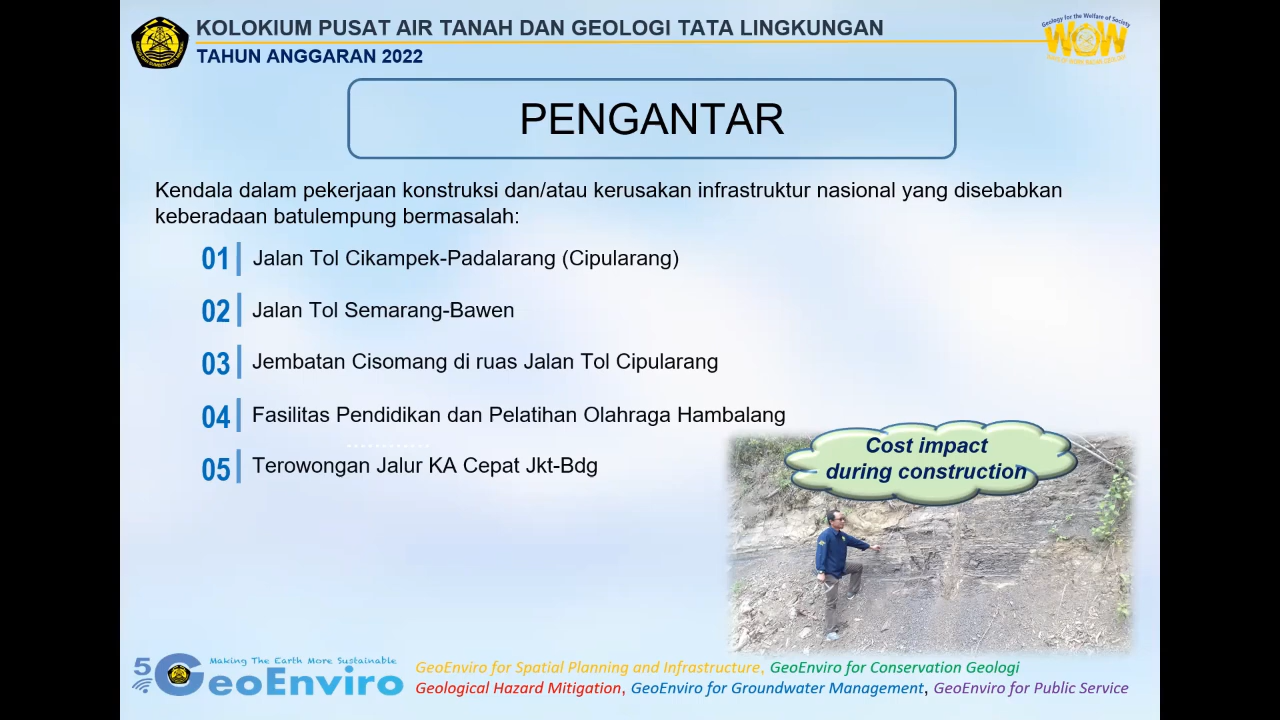 KOLOKIUM PUSAT AIR TANAH DAN GEOLOGI TATA LINGKUNGAN
TAHUN ANGGARAN 2022
Geology for the Welfare of Society
WOW
PENGANTAR
Kendala dalam pekerjaan konstruksi dan/atau kerusakan infrastruktur nasional yang disebabkan
keberadaan batulempung bermasalah:
01 Jalan Tol Cikampek-Padalarang (Cipularang)
02 Jalan Tol Semarang-Bawen
03 Jembatan Cisomang di ruas Jalan Tol Cipularang
04 Fasilitas Pendidikan dan Pelatihan Olahraga Hambalang
05 Terowongan Jalur KA Cepat Jkt-Bdg
Cost impact
during construction
5
Making The Earth More Sustainable
GeoEnviro
GeoEnviro for Spatial Planning and Infrastructure, GeoEnviro for Conservation Geologi
Geological Hazard Mitigation, GeoEnviro for Groundwater Management, GeoEnviro for Public Service